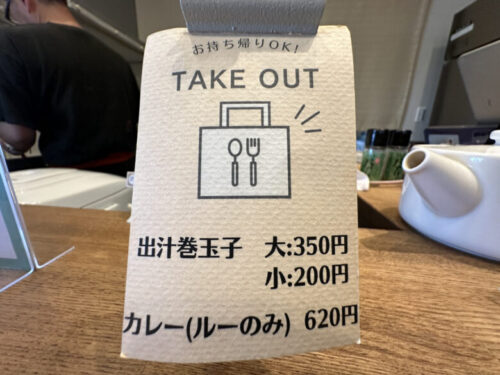 お持ち帰りOK!
TAKE OUT
出汁巻玉子 大:350円
小:200円
カレー(ルーのみ) 620円